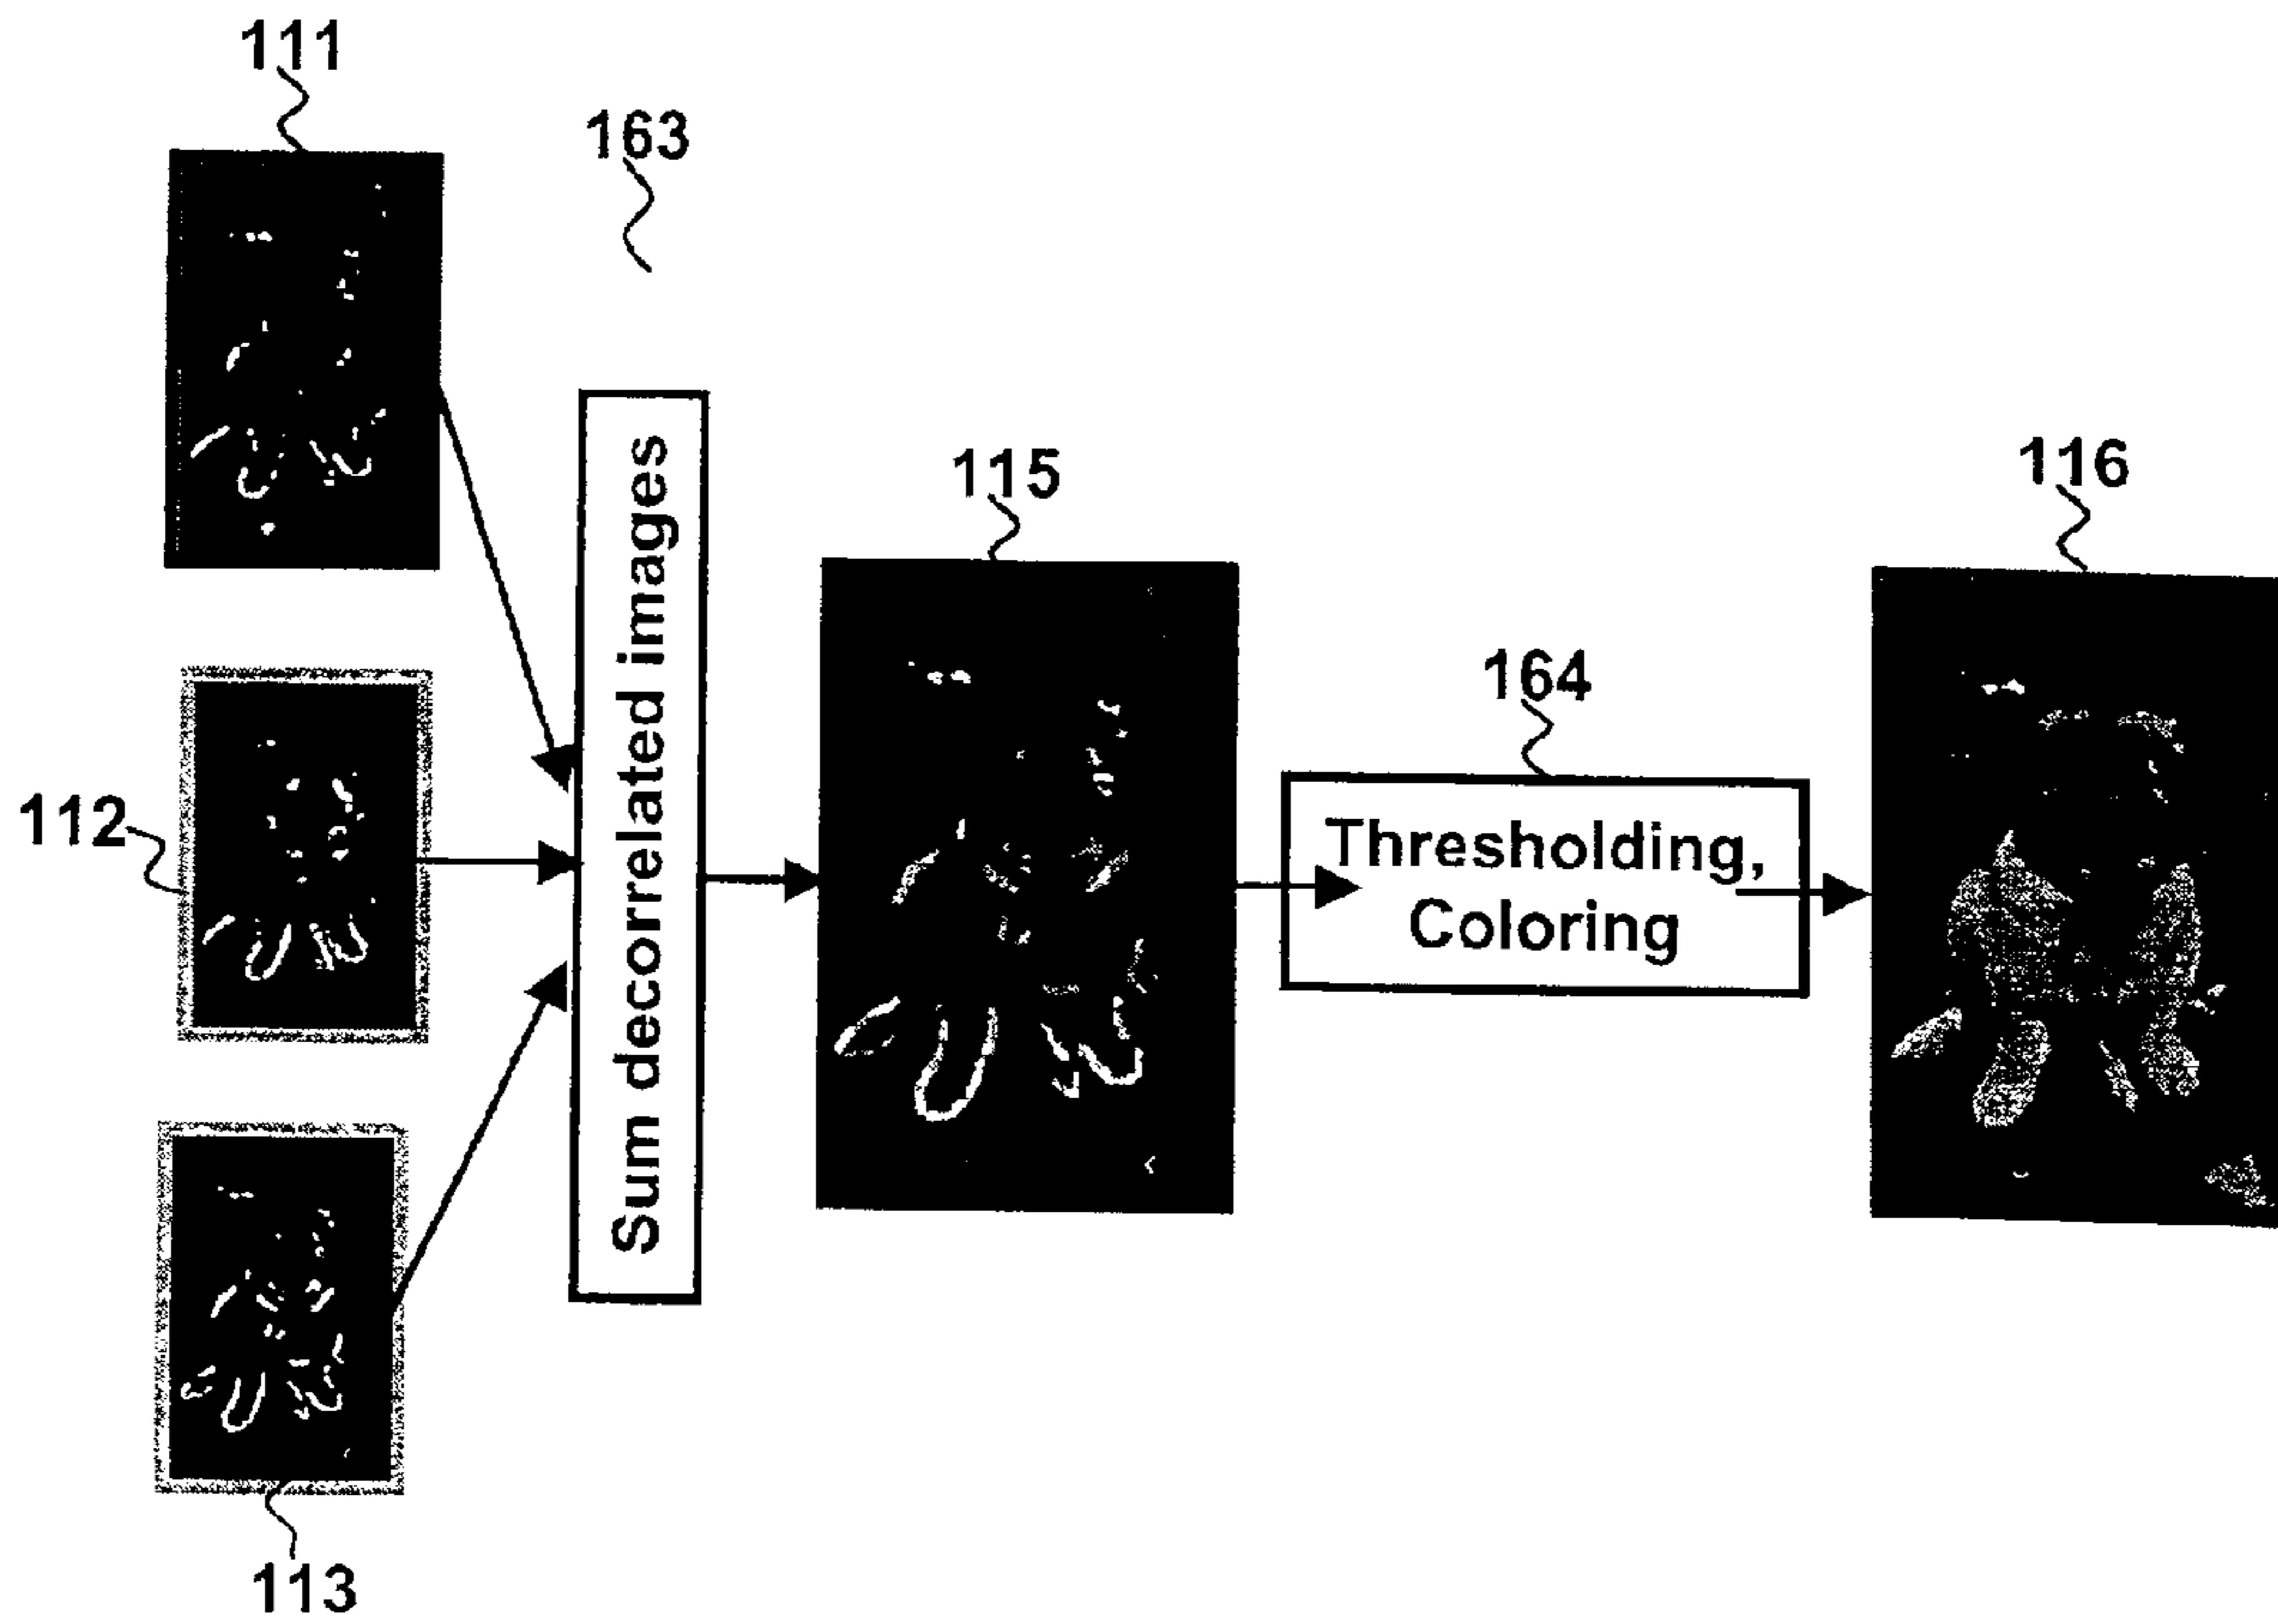 111
163
112
113
Sum decorrelated images
115
164
Thresholding,
Coloring
116